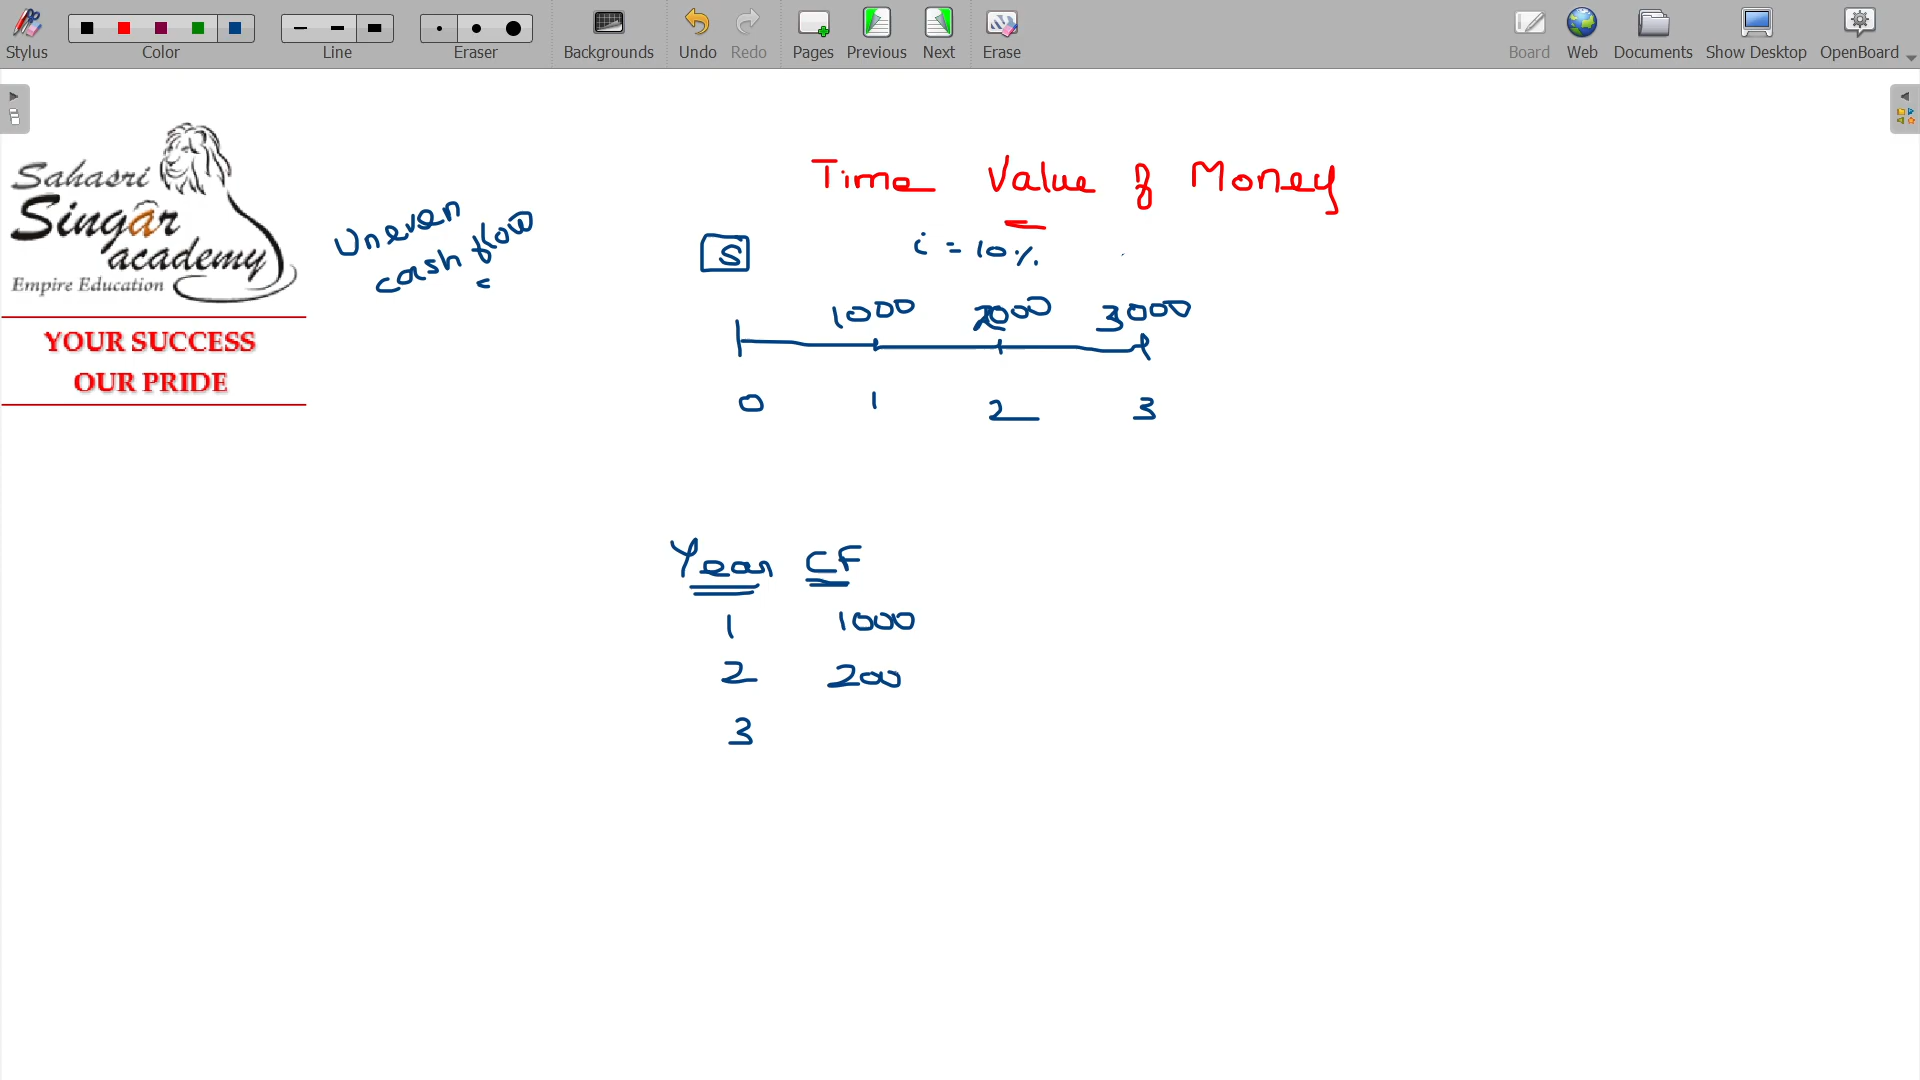 Stylus Color Line Eraser Backgrounds Undo Redo Pages Previous Next Erase Board Web Documents Show Desktop OpenBoard
Sahasri
Singar
academy
Empire Education
YOUR SUCCESS
OUR PRIDE
Uneven
cash flow
Time Value of Money
5
i = 10%
1000 2000 3000
0 1 2 3
Year CF
1 1000
2 200
3